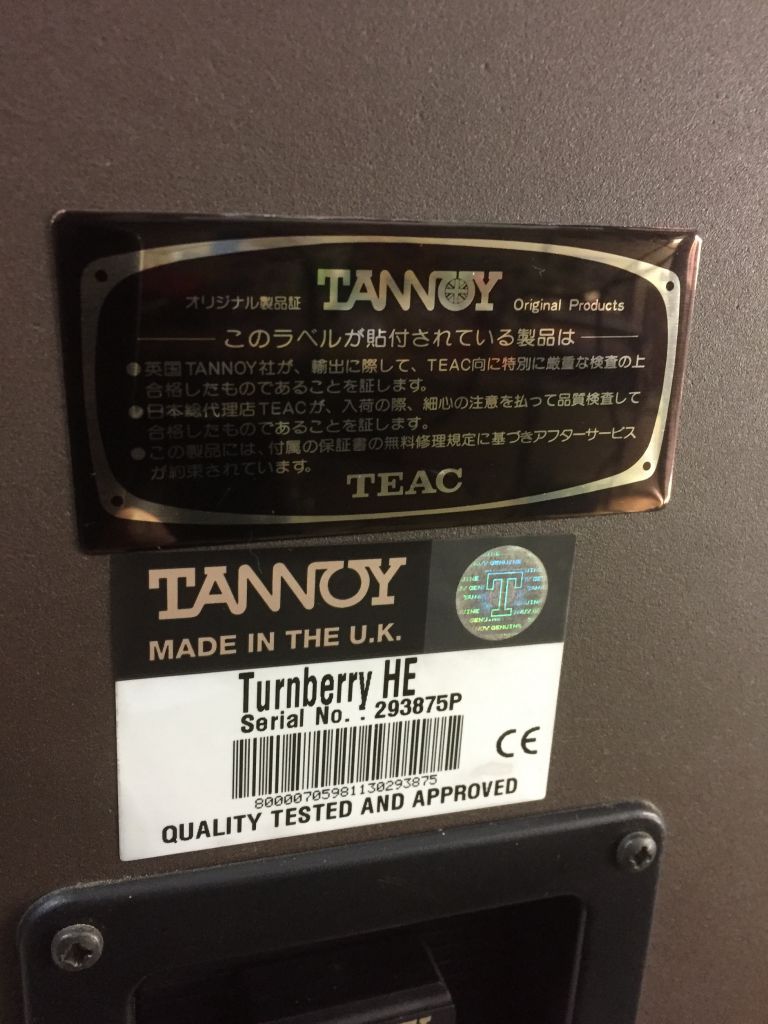 オリジナル製品証 TANNOY Original Products
このラベルが貼付されている製品は
●英国TANNOY社が、輸出に際して、TEAC向に特別に厳重な検査の上
合格したものであることを証します。
●日本総代理店TEACが、入荷の際、細心の注意を払って品質検査して
合格したものであることを証します。
●この製品には、付属の保証書の無料修理規定に基づきアフターサービス
が約束されています。
TEAC
TANNOY
T
MADE IN THE U.K.
Turnberry HE
Serial No. : 293875P
CE
80000705981130293875
QUALITY TESTED AND APPROVED